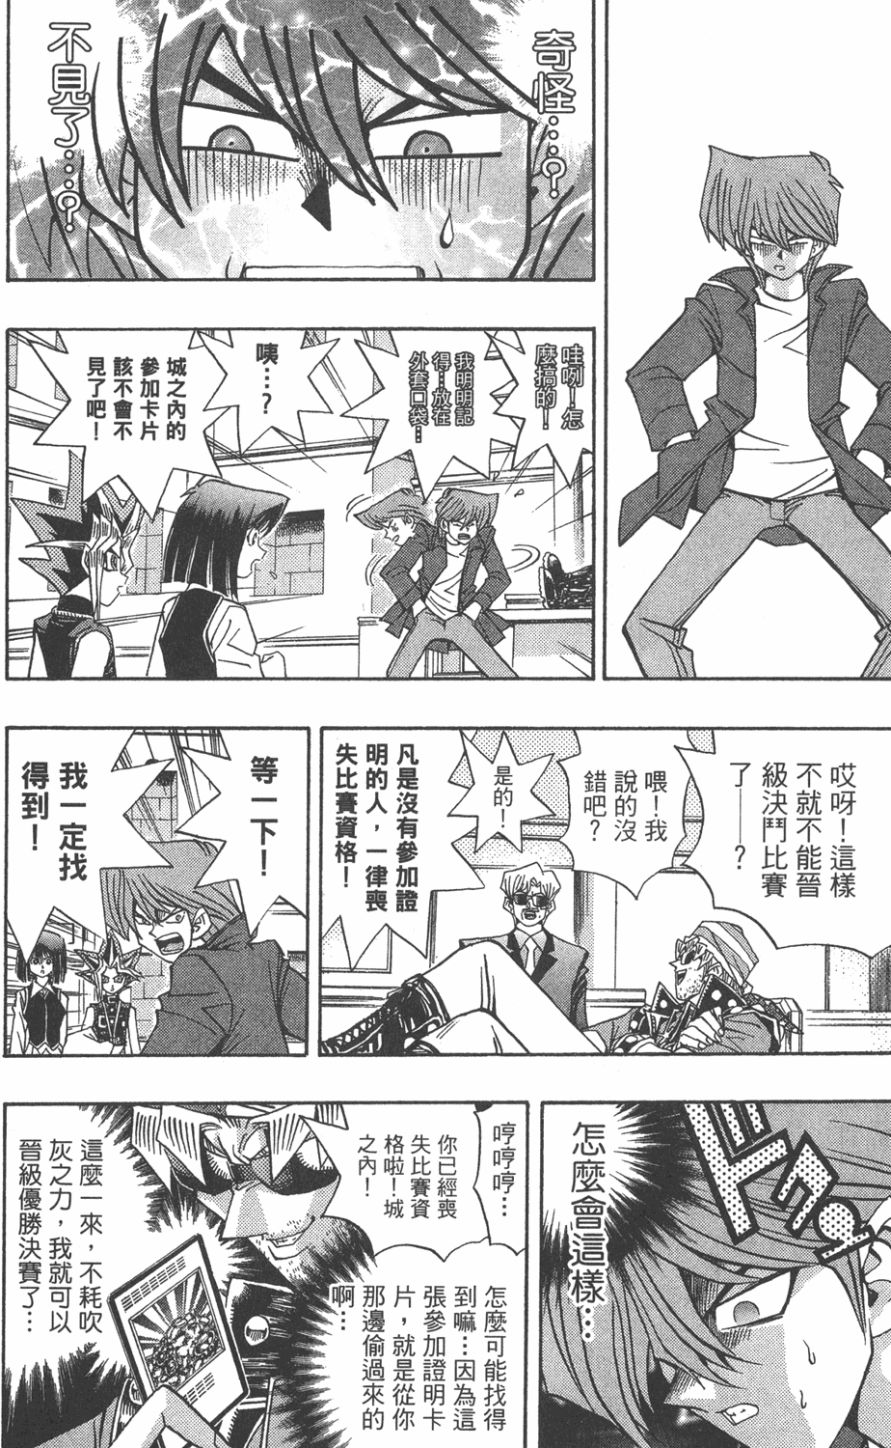 奇怪…?
不見了…?
哇咧!怎
麼搞的!
我明明記
得…放在
外套口袋…
咦…?
城之內的
參加卡片
該不會不
見了吧!
哎呀!這樣
不就不能晉
級決鬥比賽
了──?
喂!我
說的沒
錯吧?
是的!
凡是沒有參加證
明的人,一律喪
失比賽資格!
等一下!
我一定找
得到!
ドクン
怎麼會這樣…
哼哼哼…
你已經喪
失比賽資
格啦!城
之內!
怎麼可能找得
到嘛…因為這
張參加證明卡
片,就是從你
那邊偷過來的
啊…
這麼一來,不耗吹
灰之力,我就可以
晉級優勝決賽了…